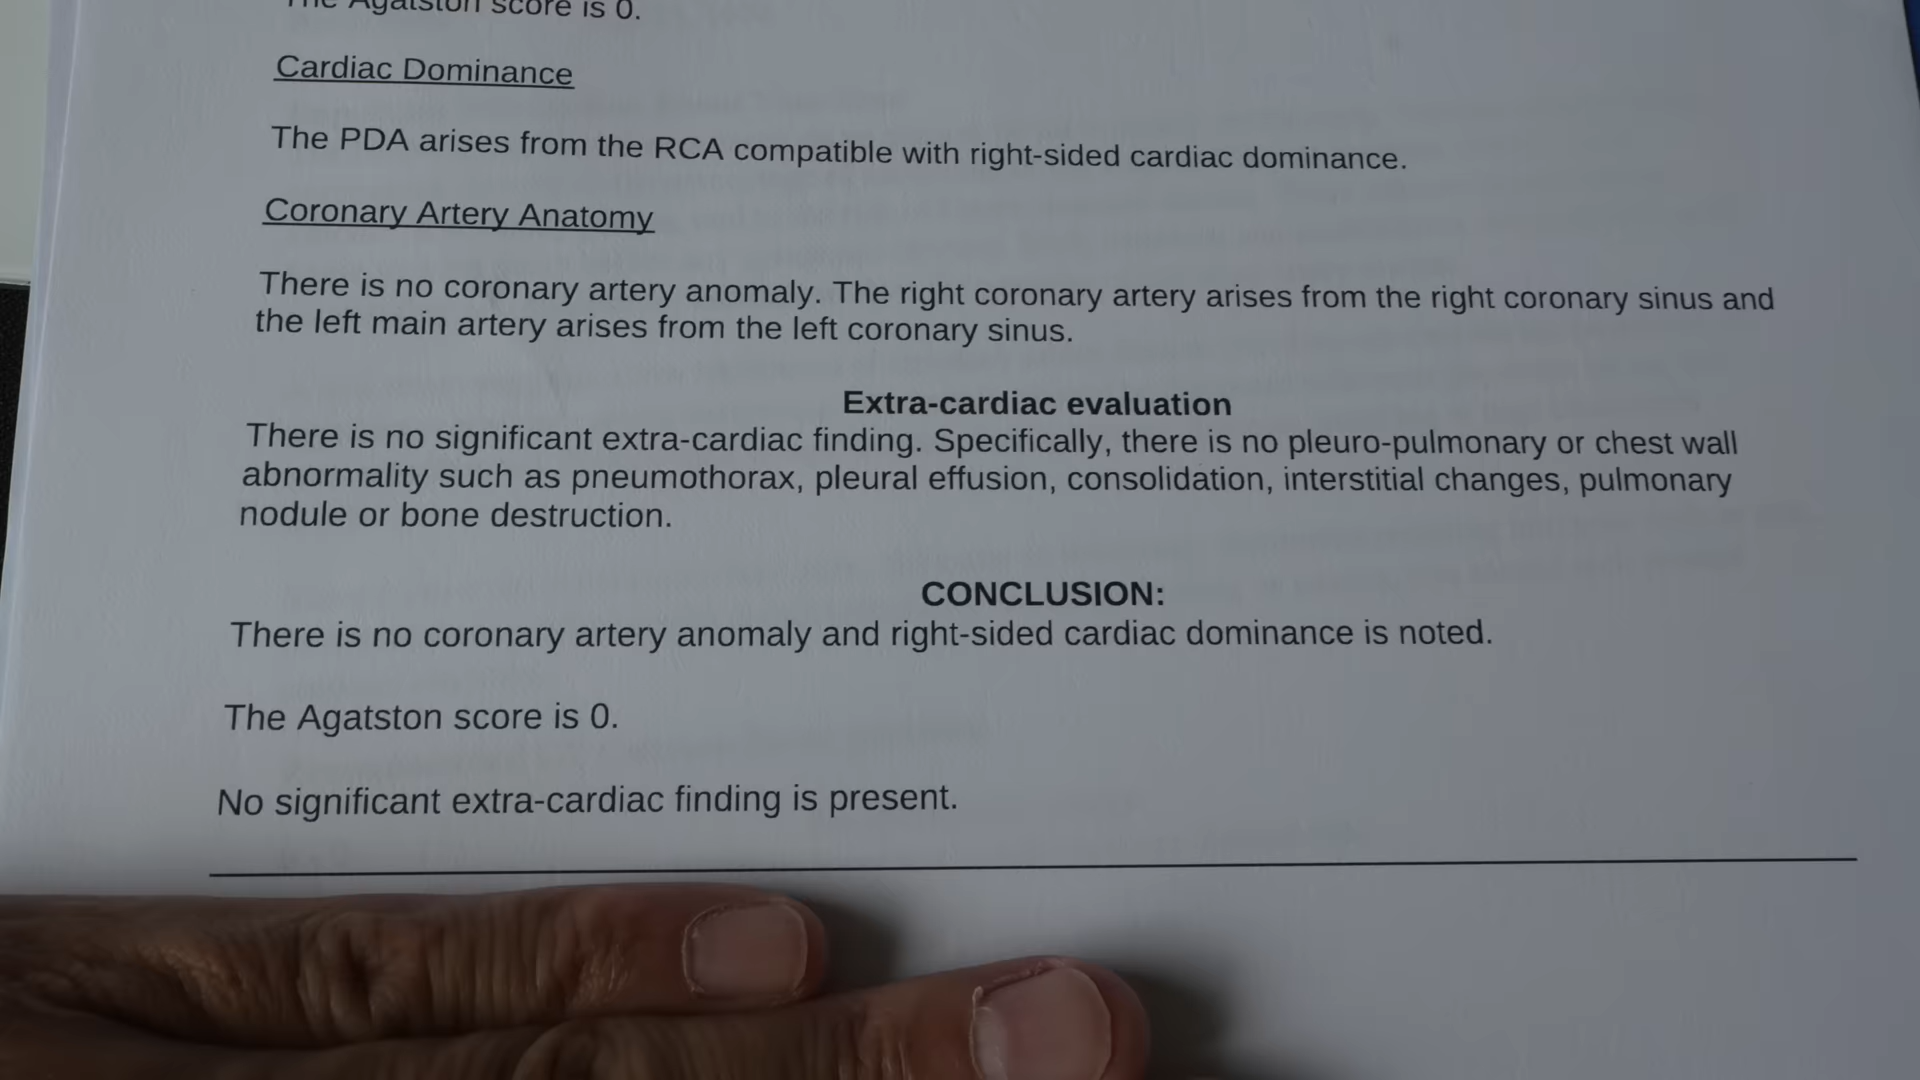 The Agatston score is 0.
Cardiac Dominance
The PDA arises from the RCA compatible with right-sided cardiac dominance.
Coronary Artery Anatomy
There is no coronary artery anomaly. The right coronary artery arises from the right coronary sinus and
the left main artery arises from the left coronary sinus.
Extra-cardiac evaluation
There is no significant extra-cardiac finding. Specifically, there is no pleuro-pulmonary or chest wall
abnormality such as pneumothorax, pleural effusion, consolidation, interstitial changes, pulmonary
nodule or bone destruction.
CONCLUSION:
There is no coronary artery anomaly and right-sided cardiac dominance is noted.
The Agatston score is 0.
No significant extra-cardiac finding is present.